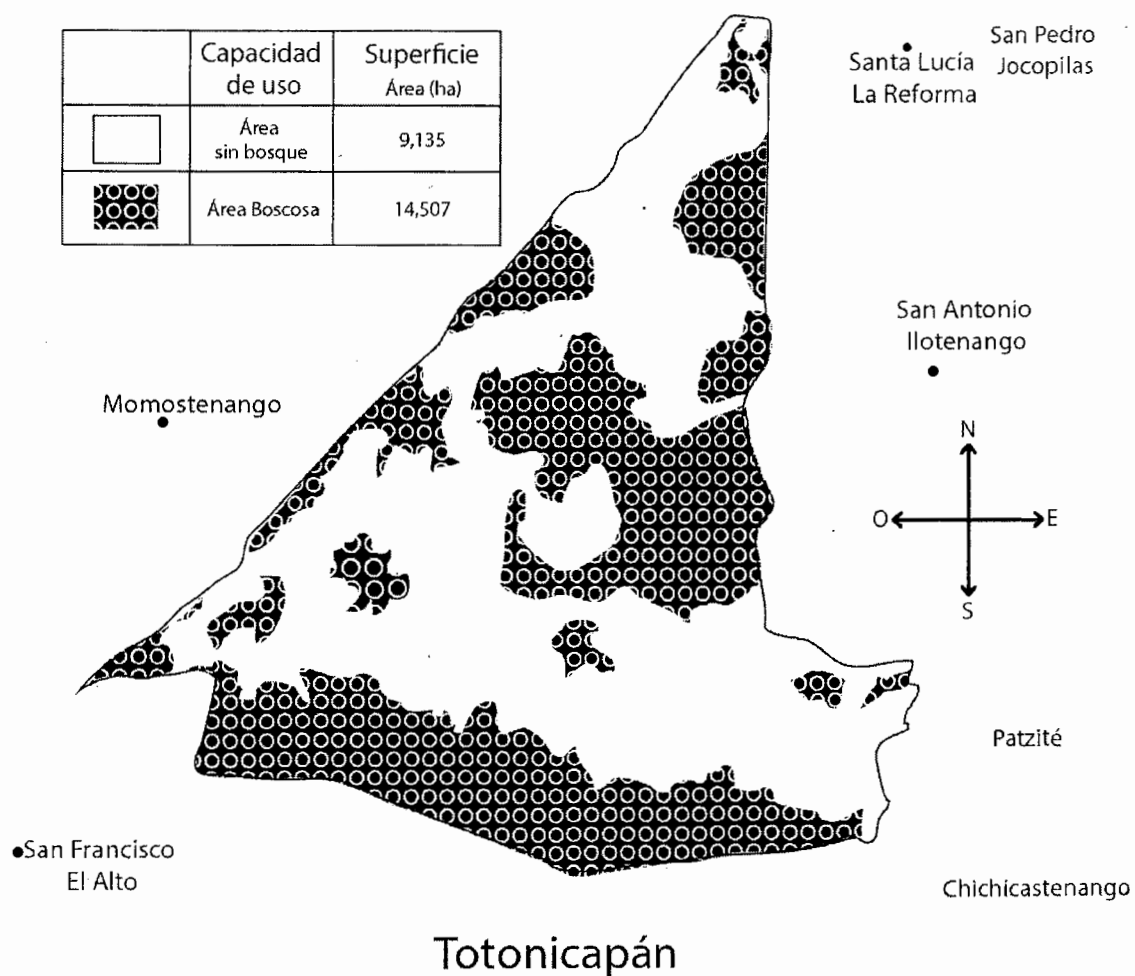 Capacidad
de uso
Superficie
Área (ha)
Área
sin bosque
9,135
Área Boscosa
14,507
San Pedro
Jocopilas
Santa Lucía
La Reforma
San Antonio
Ilotenango
Momostenango
N
O
E
S
Patzité
San Francisco
El Alto
Chichicastenango
Totonicapán